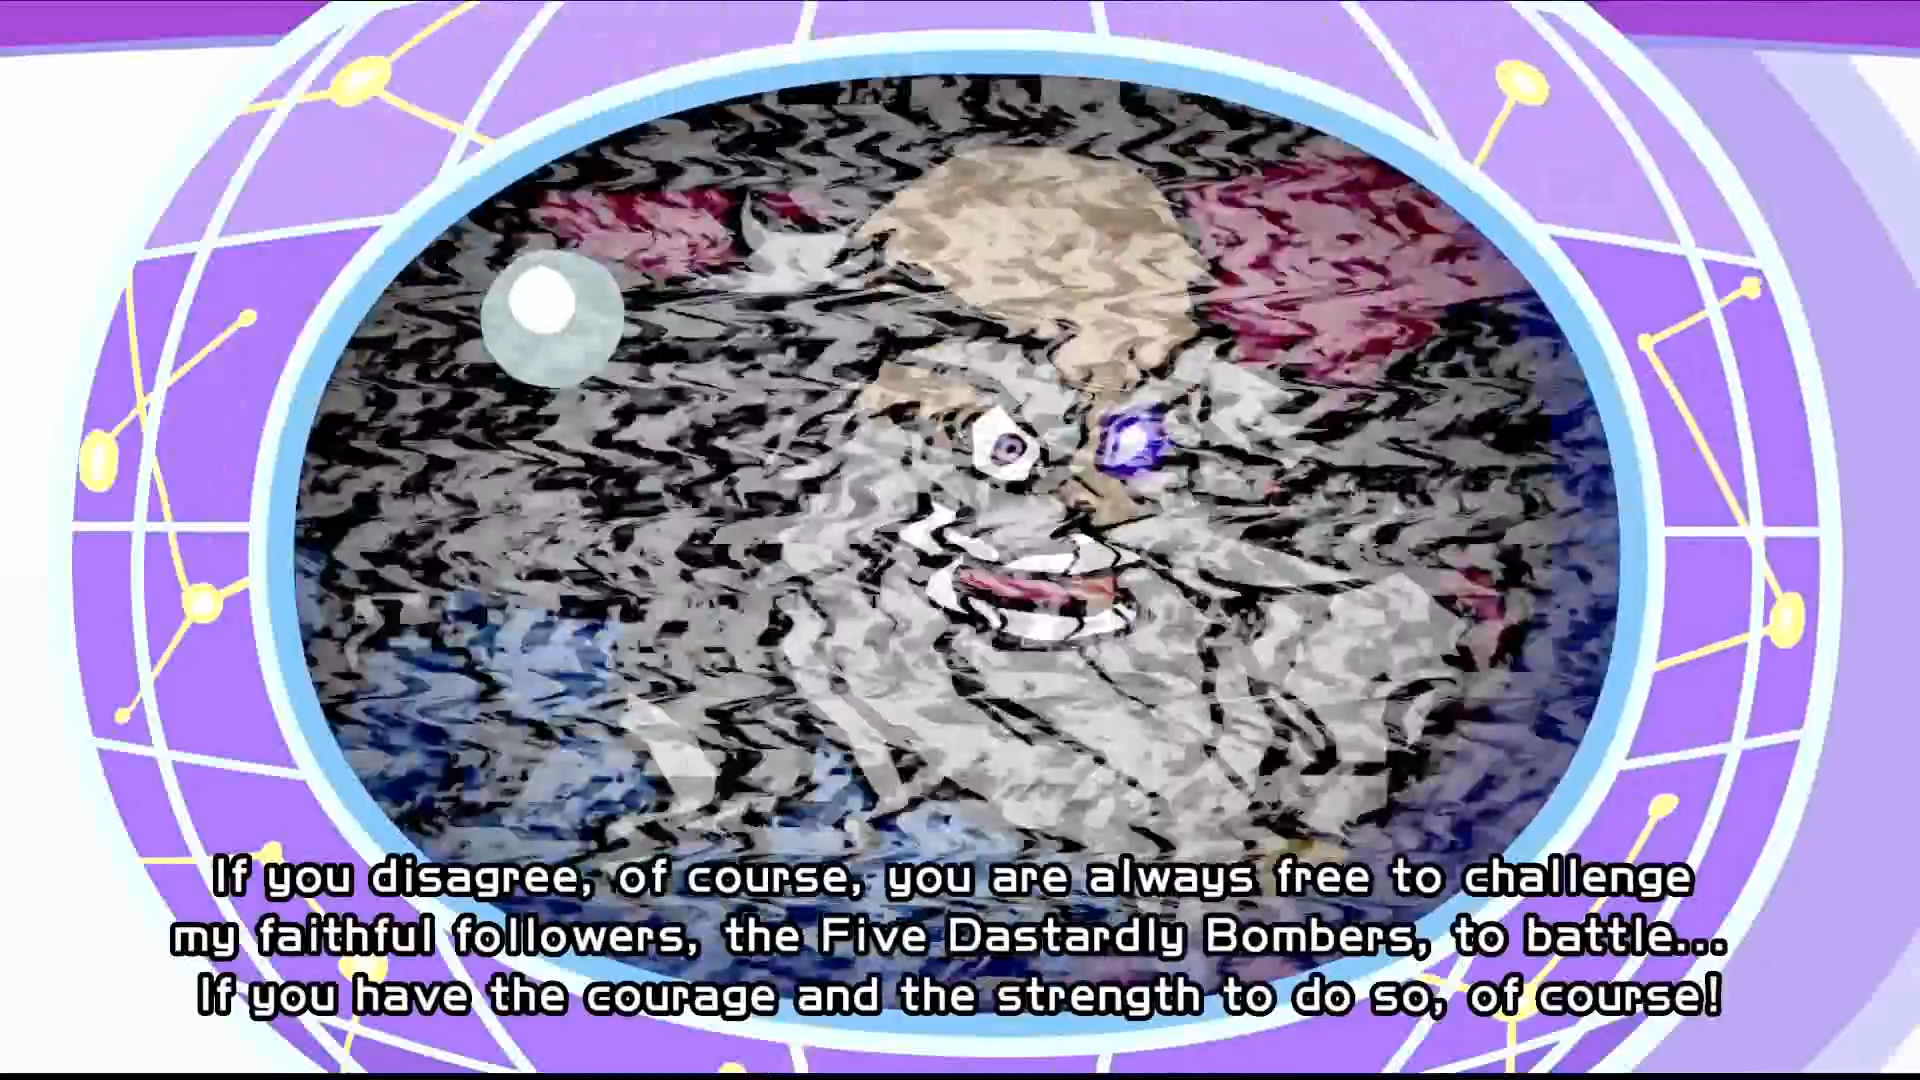 If you disagree, of course, you are always free to challenge
my faithful followers, the Five Dastardly Bombers, to battle...
If you have the courage and the strength to do so, of course!